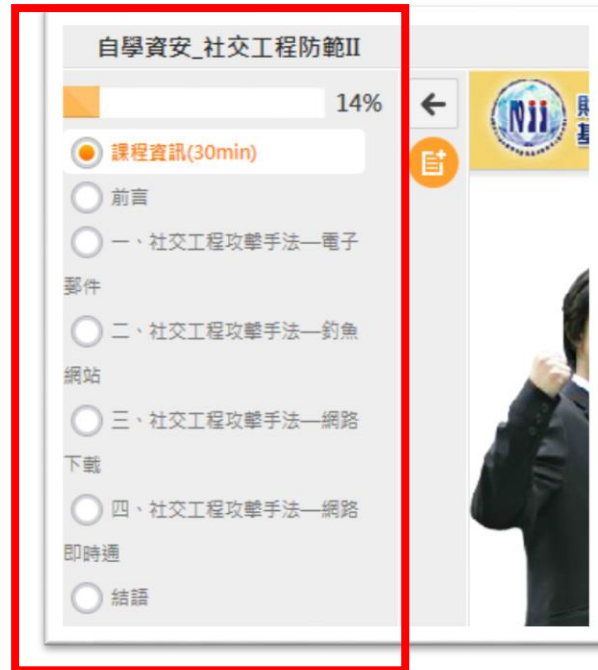 自學資安_社交工程防範II
14%
課程資訊(30min)
前言
一、社交工程攻擊手法—電子
郵件
二、社交工程攻擊手法—釣魚
網站
三、社交工程攻擊手法—網路
下載
四、社交工程攻擊手法—網路
即時通
結語
NII